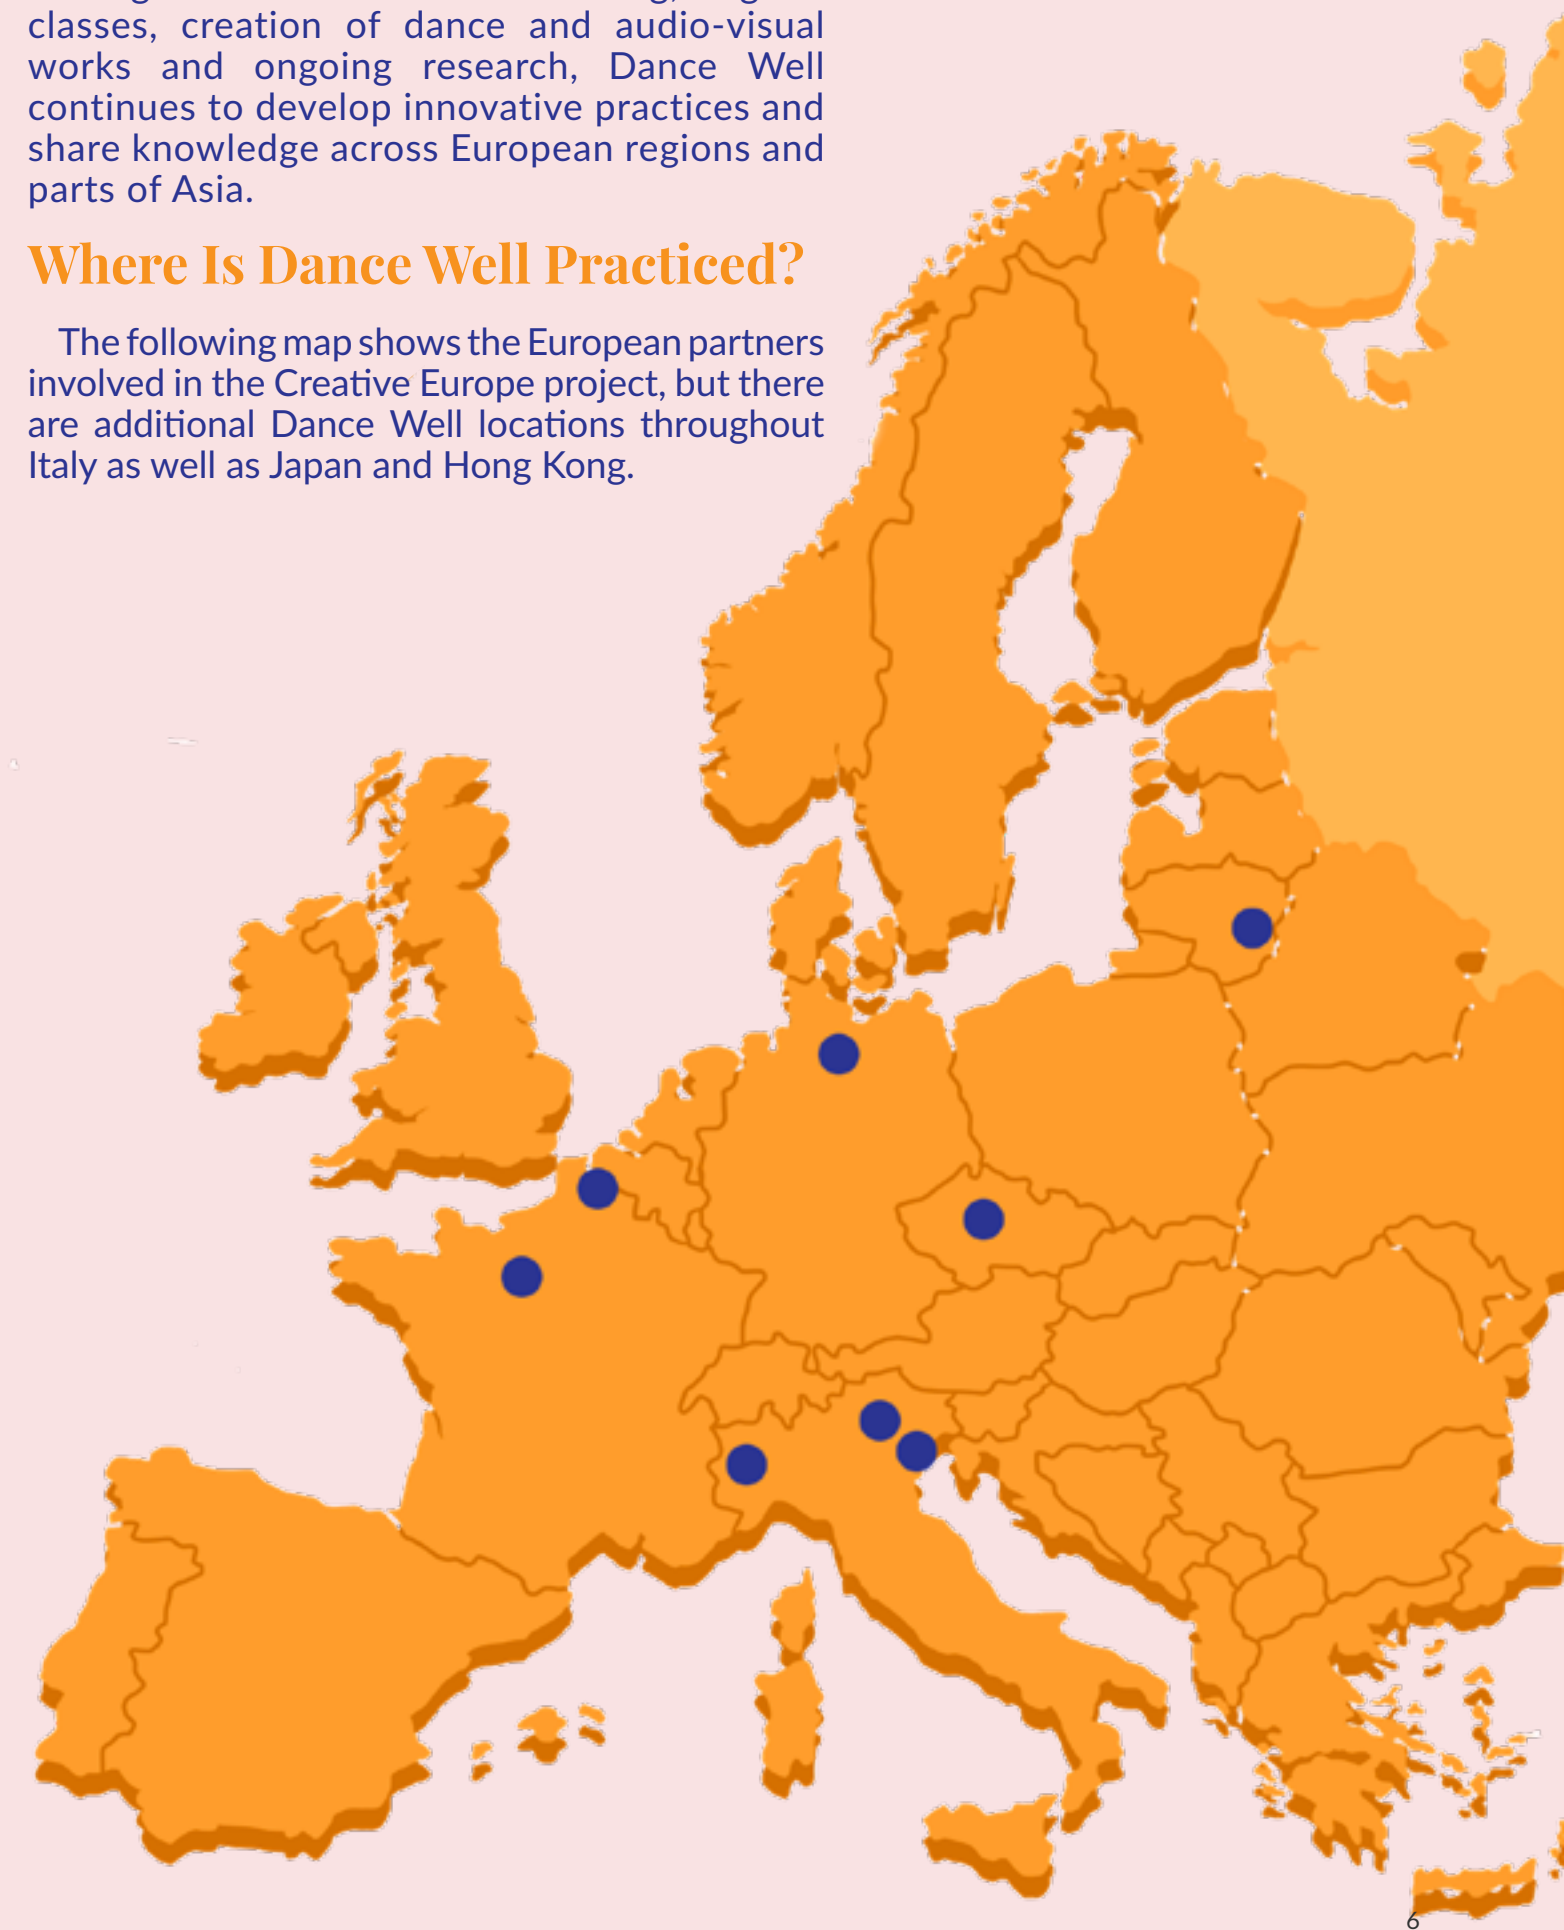 classes, creation of dance and audio-visual
works and ongoing research, Dance Well
continues to develop innovative practices and
share knowledge across European regions and
parts of Asia.
Where Is Dance Well Practiced?
The following map shows the European partners
involved in the Creative Europe project, but there
are additional Dance Well locations throughout
Italy as well as Japan and Hong Kong.
6